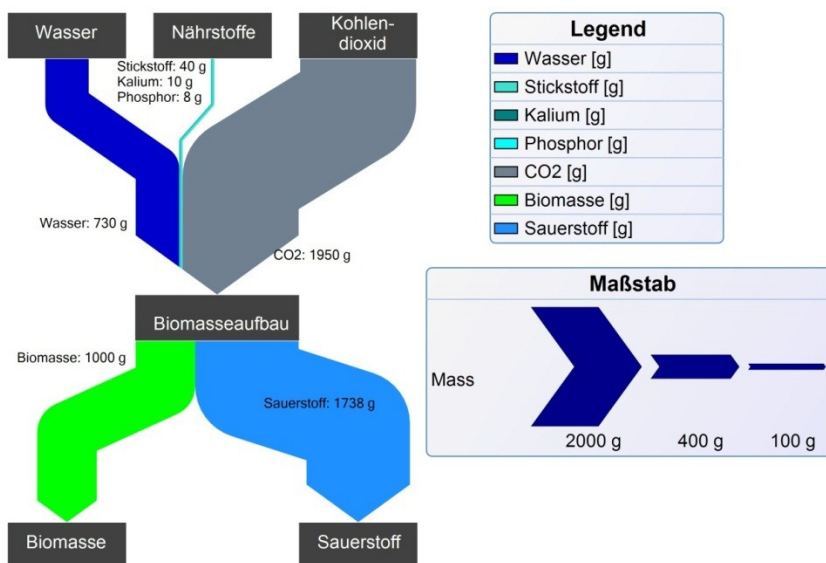 Wasser
Nährstoffe
Kohlen-
dioxid
Stickstoff: 40 g
Kalium: 10 g
Phosphor: 8 g
Wasser: 730 g
CO2: 1950 g
Biomasseaufbau
Biomasse: 1000 g
Sauerstoff: 1738 g
Biomasse
Sauerstoff
Legend
Wasser [g]
Stickstoff [g]
Kalium [g]
Phosphor [g]
CO2 [g]
Biomasse [g]
Sauerstoff [g]
Maßstab
Mass
2000 g 400 g 100 g